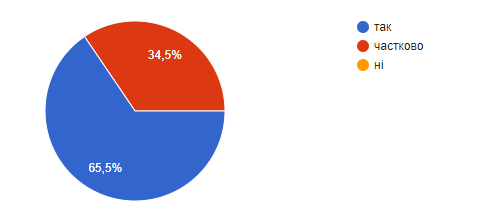 34,5%
65,5%
так
частково
ні